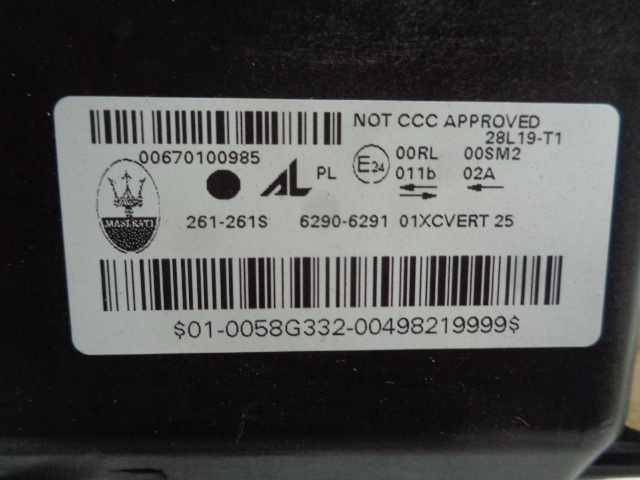 NOT CCC APPROVED
28L19-T1
00670100985
AL PL E24 00RL 00SM2
011b 02A
MASERATI
261-261S 6290-6291 01XCVERT 25
$01-0058G332-00498219999$